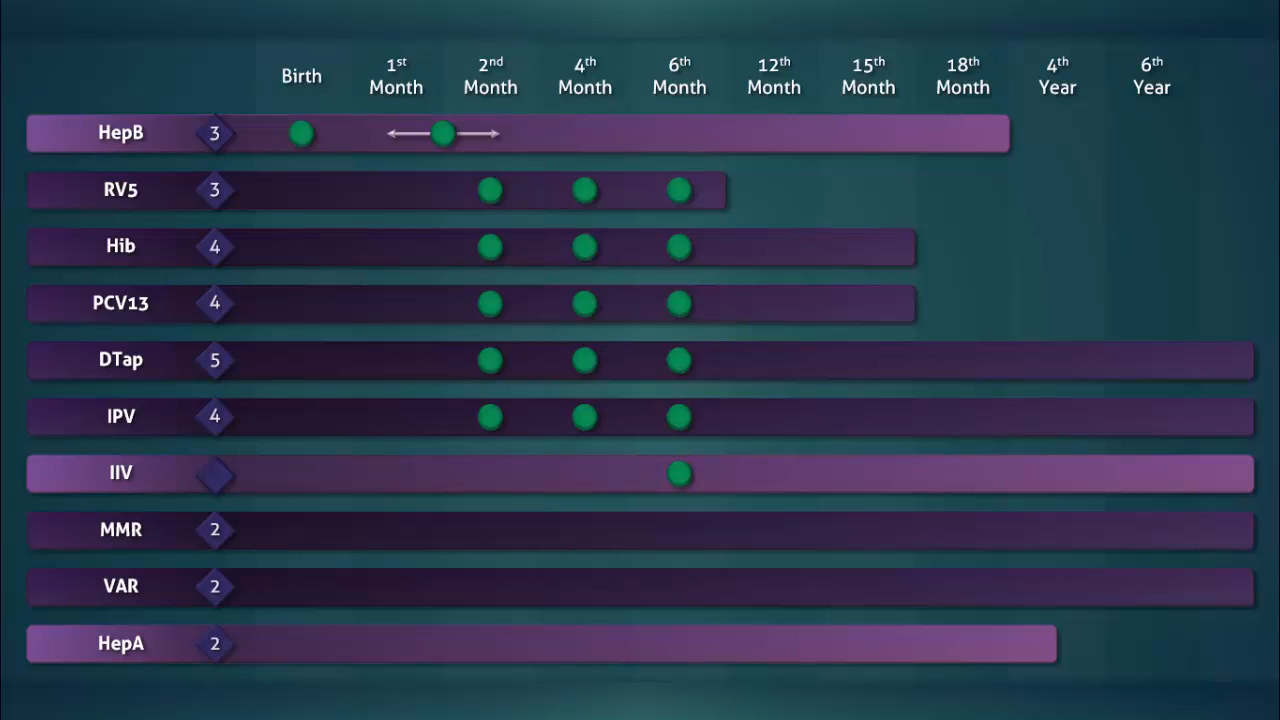 Birth 1st Month 2nd Month 4th Month 6th Month 12th Month 15th Month 18th Month 4th Year 6th Year
HepB 3
RV5 3
Hib 4
PCV13 4
DTap 5
IPV 4
IIV
MMR 2
VAR 2
HepA 2